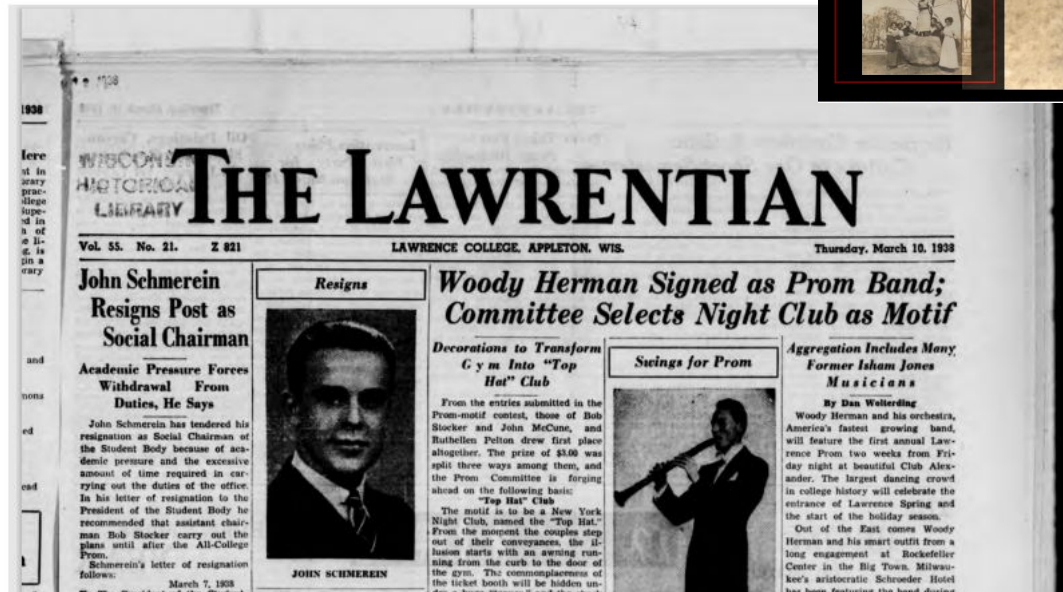 1938
WISCONSIN
HISTORICAL
LIBRARY
THE LAWRENTIAN
Vol. 55. No. 21. Z 821 LAWRENCE COLLEGE, APPLETON, WIS. Thursday, March 10, 1938
John Schmerein
Resigns Post as
Social Chairman
Academic Pressure Forces
Withdrawal From
Duties, He Says
John Schmerein has tendered his
resignation as Social Chairman of
the Student Body because of aca-
demic pressure and the excessive
amount of time required in car-
rying out the duties of the office.
In his letter of resignation to the
President of the Student Body he
recommended that assistant chair-
man Bob Stocker carry out the
plans until after the All-College
Prom.
Schmerein's letter of resignation
follows:
March 7, 1938
Resigns
JOHN SCHMEREIN
Woody Herman Signed as Prom Band;
Committee Selects Night Club as Motif
Decorations to Transform
Gym Into "Top
Hat" Club
From the entries submitted in the
Prom-motif contest, those of Bob
Stocker and John McCune, and
Ruthellen Pelton drew first place
altogether. The prize of $3.00 was
split three ways among them, and
the Prom Committee is forging
ahead on the following basis:
"Top Hat" Club
The motif is to be a New York
Night Club, named the "Top Hat."
From the moment the couples step
out of their conveyances, the il-
lusion starts with an awning run-
ning from the curb to the door of
the gym. The commonplaceness of
the ticket booth will be hidden un-
Swings for Prom
Aggregation Includes Many
Former Isham Jones
Musicians
By Dan Wolterding
Woody Herman and his orchestra,
America's fastest growing band,
will feature the first annual Law-
rence Prom two weeks from Fri-
day night at beautiful Club Alex-
ander. The largest dancing crowd
in college history will celebrate the
entrance of Lawrence Spring and
the start of the holiday season.
Out of the East comes Woody
Herman and his smart outfit from a
long engagement at Rockefeller
Center in the Big Town. Milwau-
kee's aristocratic Schroeder Hotel
has been featuring the band during